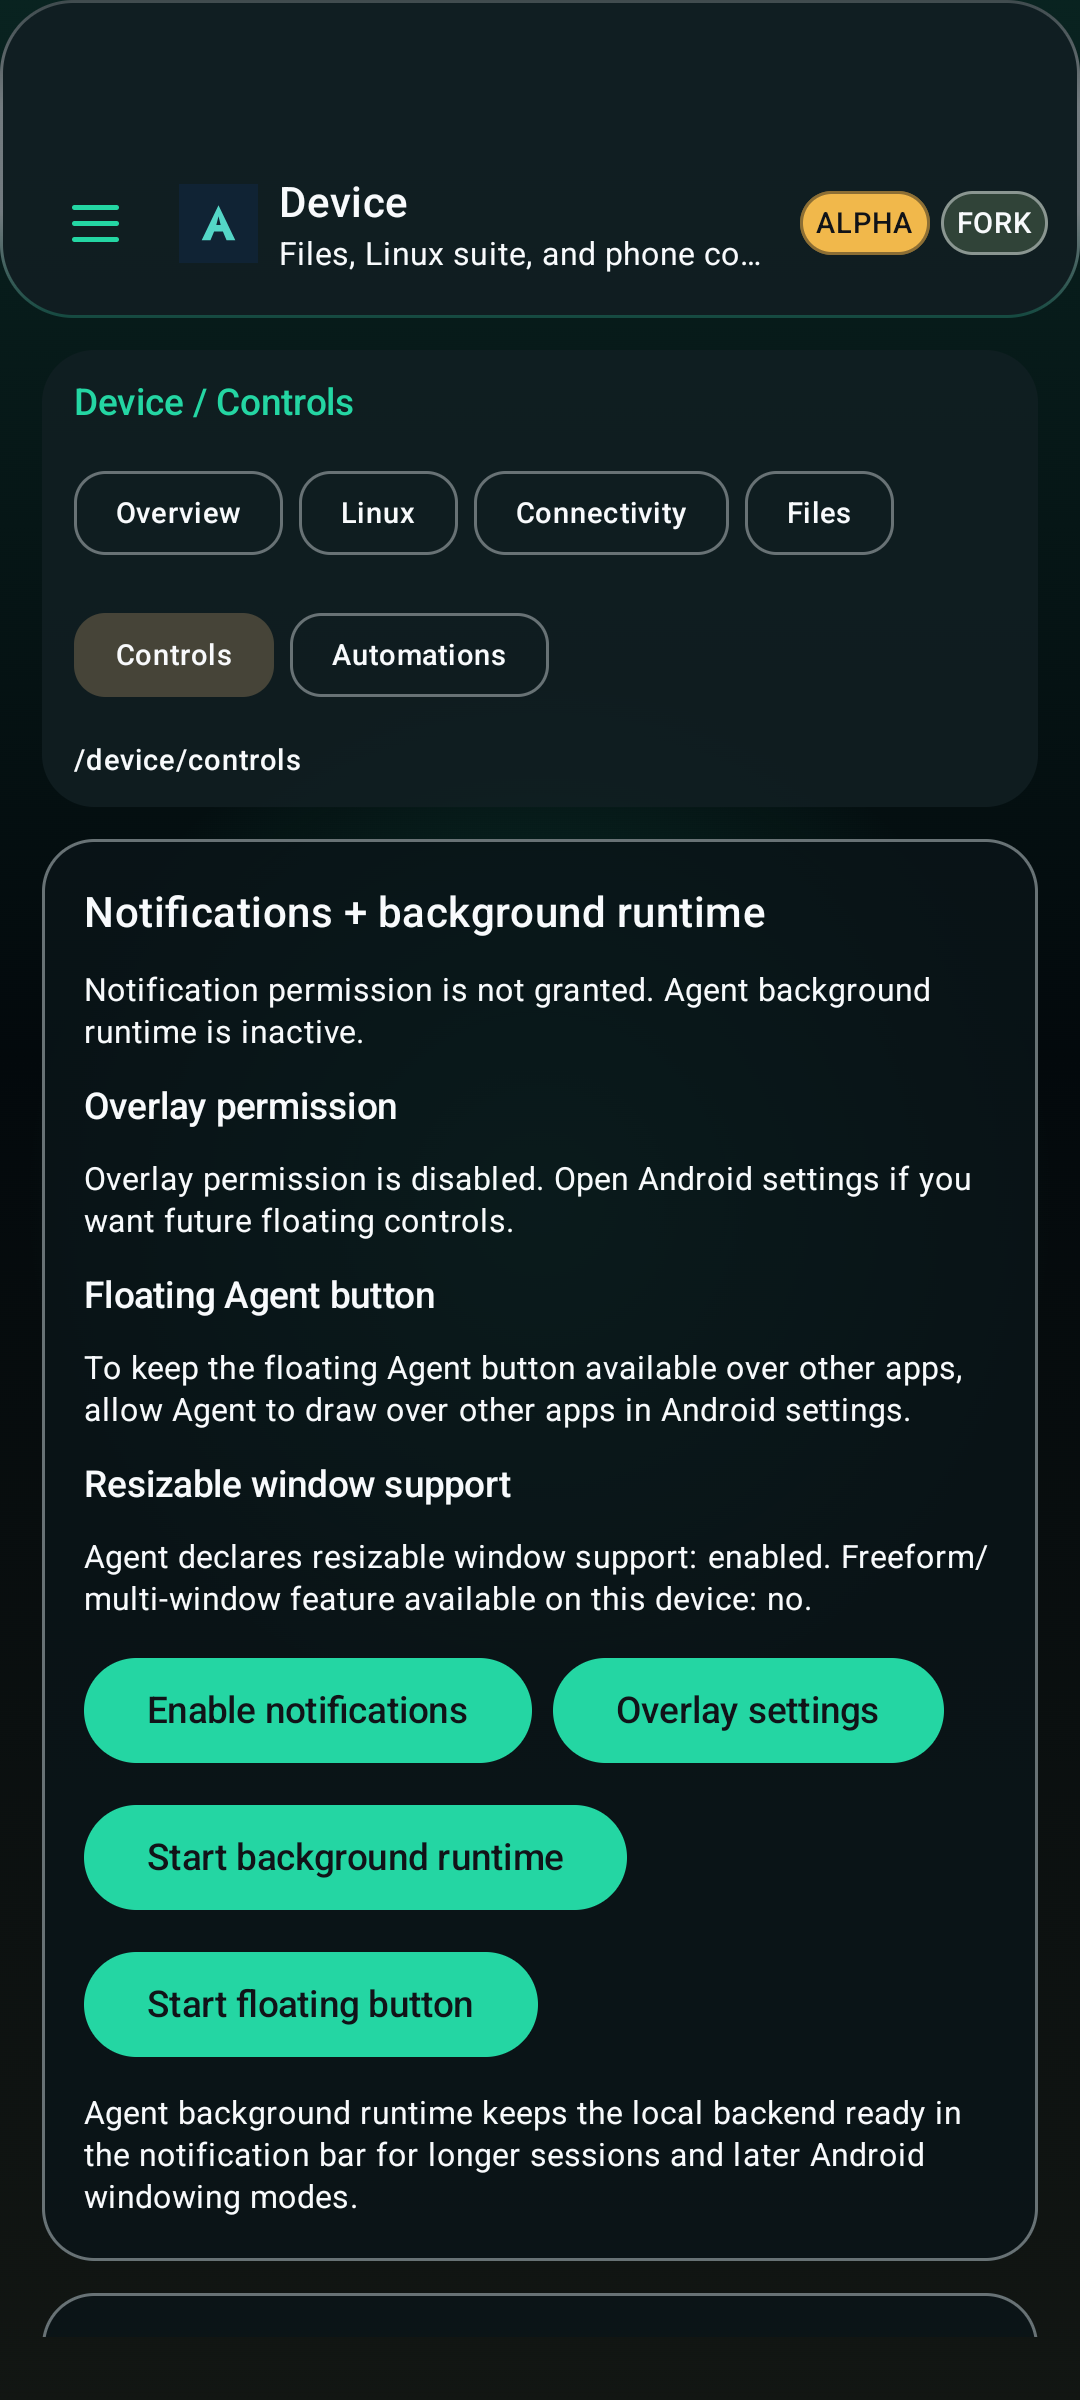 Device
Files, Linux suite, and phone co…
ALPHA
FORK
Device / Controls
Overview
Linux
Connectivity
Files
Controls
Automations
/device/controls
Notifications + background runtime
Notification permission is not granted. Agent background
runtime is inactive.
Overlay permission
Overlay permission is disabled. Open Android settings if you
want future floating controls.
Floating Agent button
To keep the floating Agent button available over other apps,
allow Agent to draw over other apps in Android settings.
Resizable window support
Agent declares resizable window support: enabled. Freeform/
multi-window feature available on this device: no.
Enable notifications
Overlay settings
Start background runtime
Start floating button
Agent background runtime keeps the local backend ready in
the notification bar for longer sessions and later Android
windowing modes.